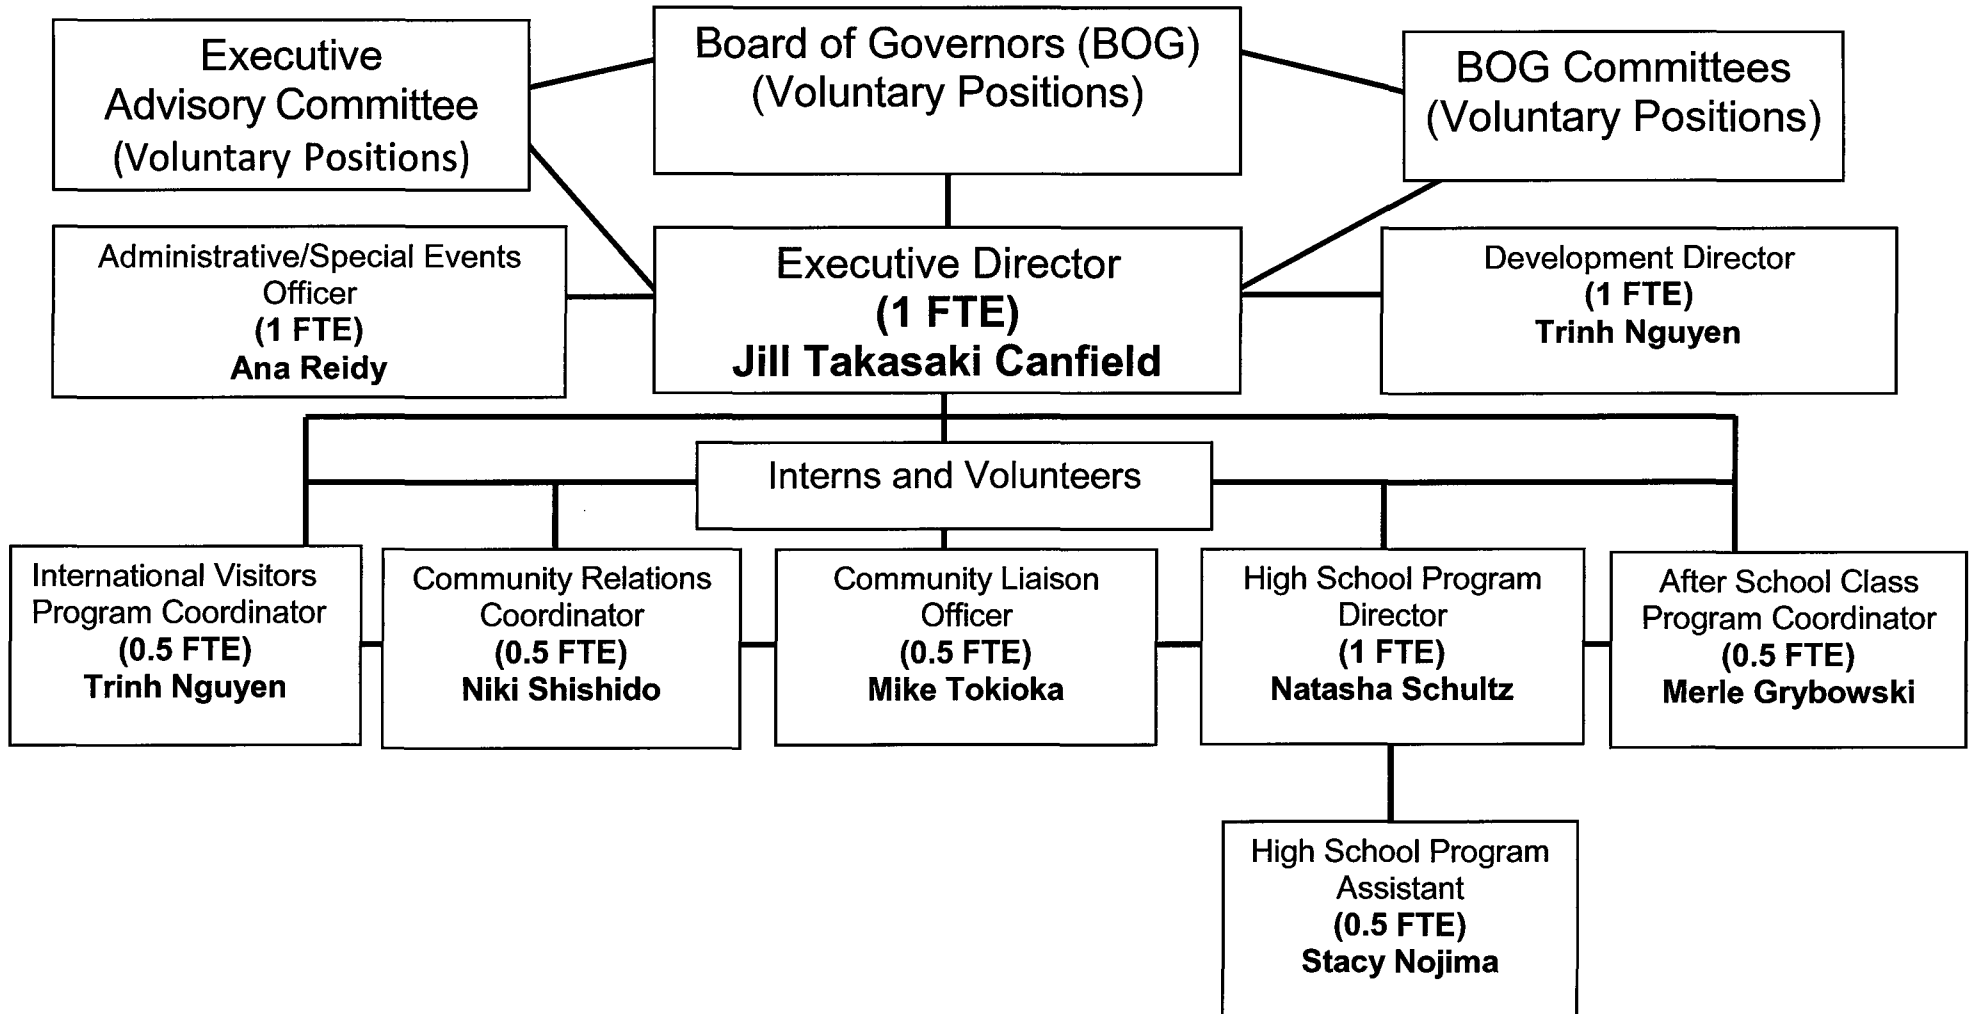 Executive
Advisory Committee
(Voluntary Positions)
Board of Governors (BOG)
(Voluntary Positions)
BOG Committees
(Voluntary Positions)
Administrative/Special Events
Officer
(1 FTE)
Ana Reidy
Executive Director
(1 FTE)
Jill Takasaki Canfield
Development Director
(1 FTE)
Trinh Nguyen
Interns and Volunteers
International Visitors
Program Coordinator
(0.5 FTE)
Trinh Nguyen
Community Relations
Coordinator
(0.5 FTE)
Niki Shishido
Community Liaison
Officer
(0.5 FTE)
Mike Tokioka
High School Program
Director
(1 FTE)
Natasha Schultz
After School Class
Program Coordinator
(0.5 FTE)
Merle Grybowski
High School Program
Assistant
(0.5 FTE)
Stacy Nojima